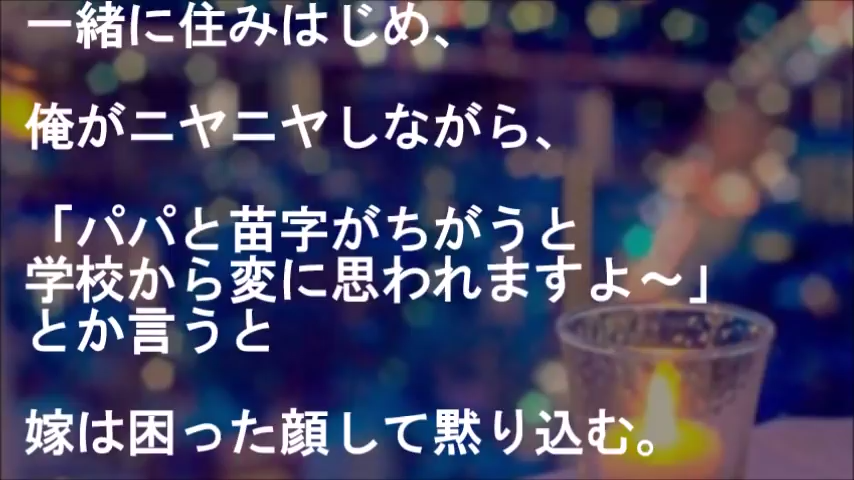 一緒に住みはじめ、
俺がニヤニヤしながら、
「パパと苗字がちがうと
学校から変に思われますよ～」
とか言うと
嫁は困った顔して黙り込む。